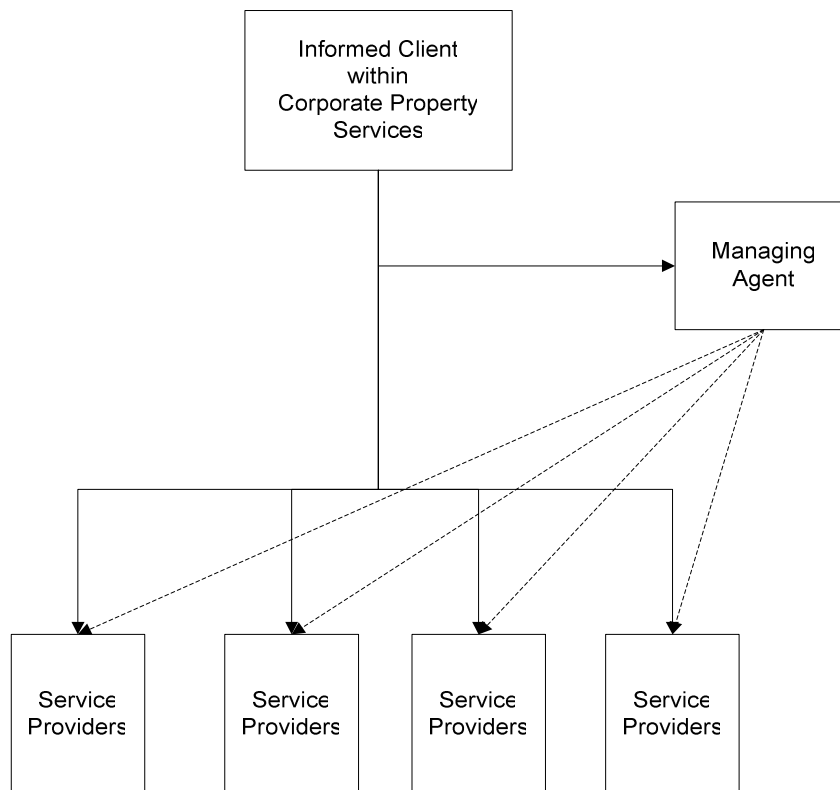 Informed Client
within
Corporate Property
Services
Managing
Agent
Service
Providers
Service
Providers
Service
Providers
Service
Providers